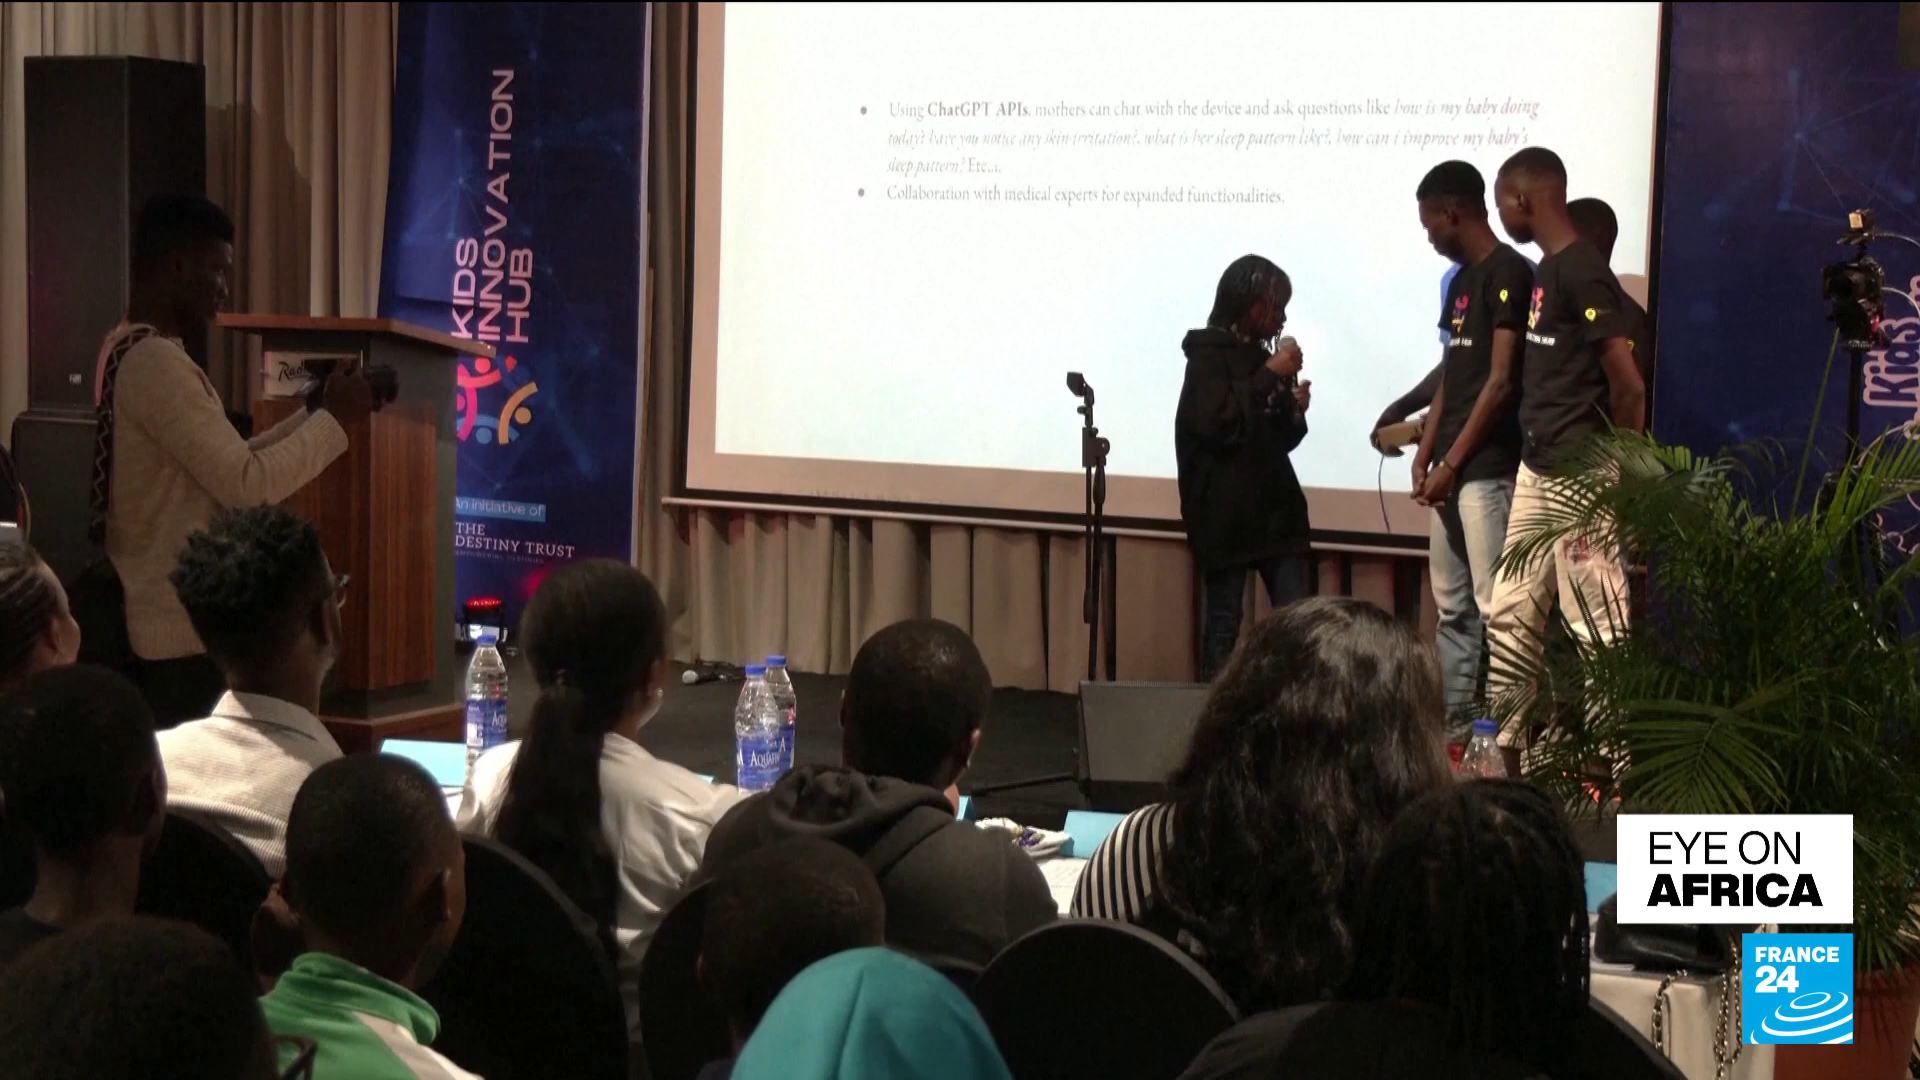 Using ChatGPT APIs, mothers can chat with the device and ask questions like how is my baby doing
today? have you notice any skin irritation?, what is her sleep pattern like?, how can i improve my baby's
sleep pattern? Etc...
Collaboration with medical experts for expanded functionalities.
KIDS
INNOVATION
HUB
An initiative of
THE
DESTINY TRUST
Kids
EYE ON
AFRICA
FRANCE
24